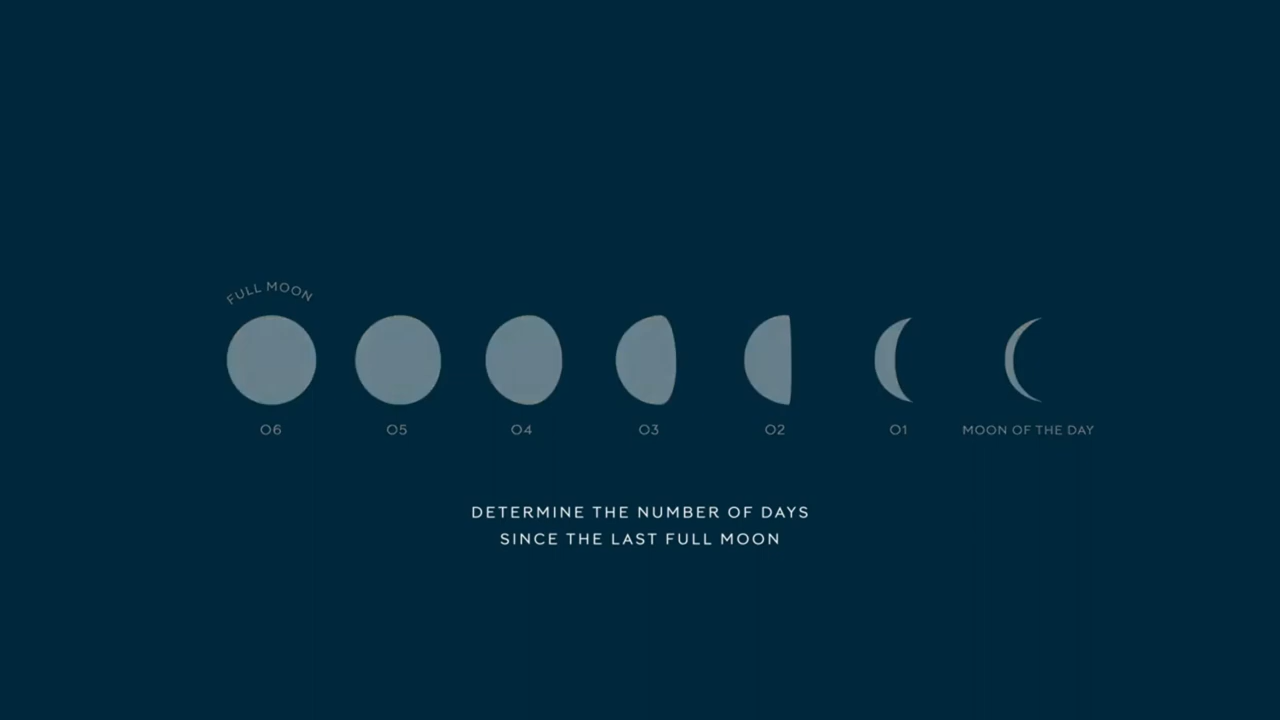 FULL MOON
06 05 04 03 02 01 MOON OF THE DAY
DETERMINE THE NUMBER OF DAYS
SINCE THE LAST FULL MOON